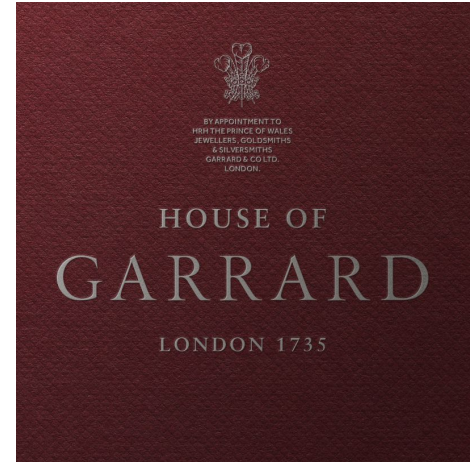 BY APPOINTMENT TO
HRH THE PRINCE OF WALES
JEWELLERS, GOLDSMITHS
& SILVERSMITHS
GARRARD & CO LTD.
LONDON.
HOUSE OF
GARRARD
LONDON 1735